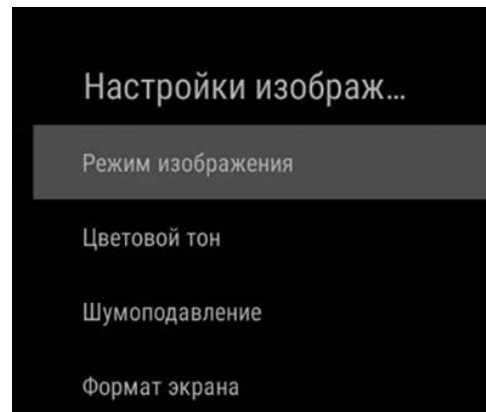 Настройки изображ...
Режим изображения
Цветовой тон
Шумоподавление
Формат экрана